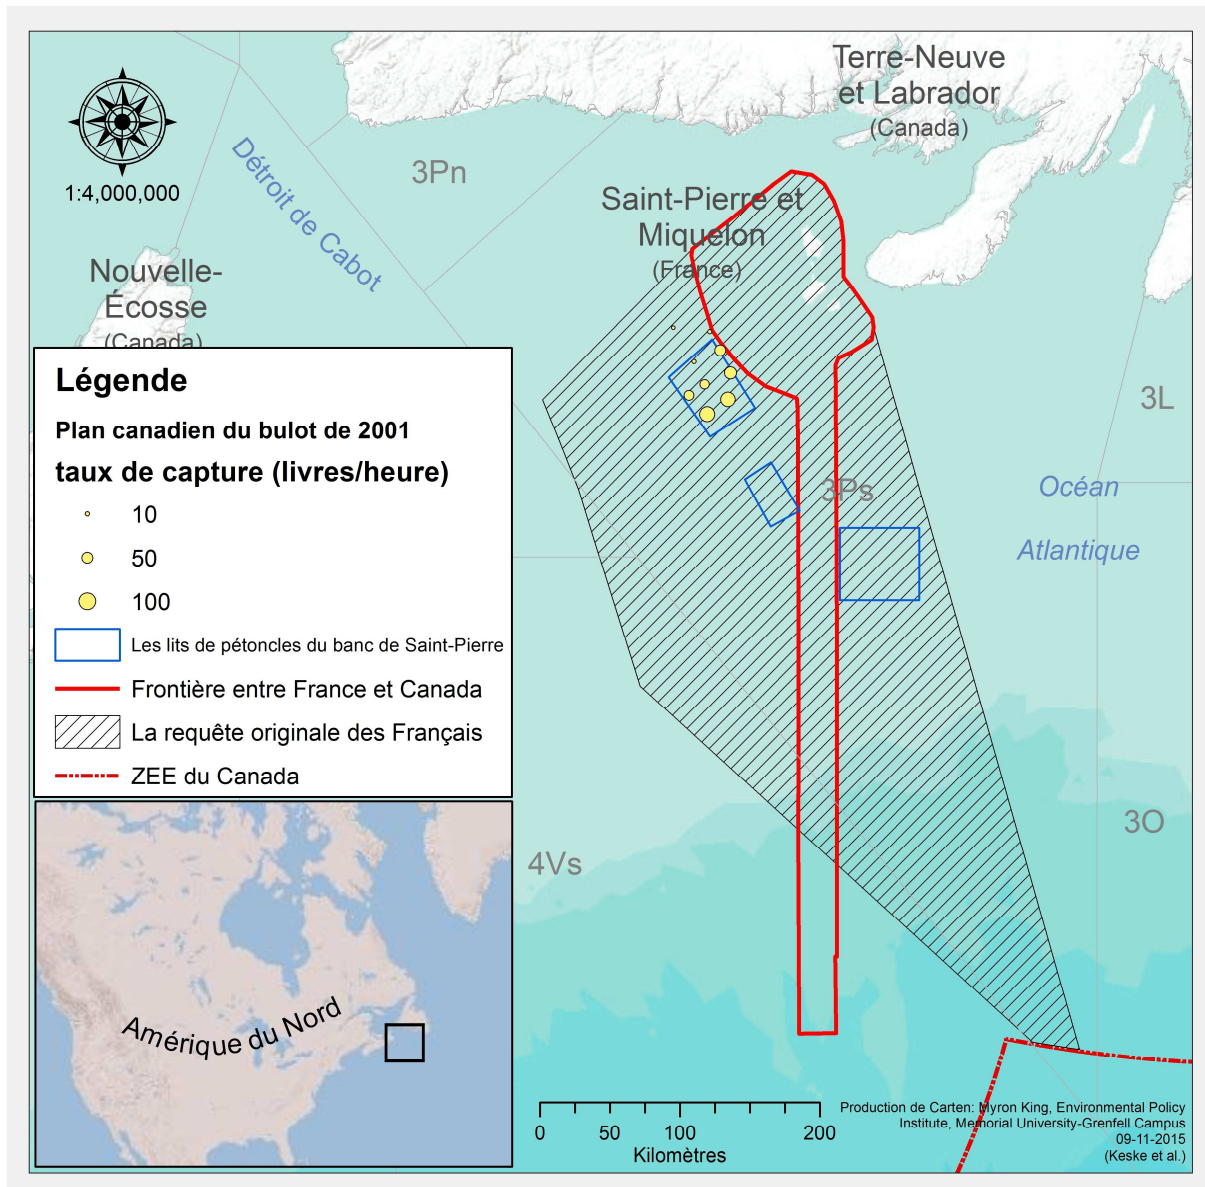 Terre-Neuve
et Labrador
(Canada)
1:4,000,000
Détroit de Cabot
3Pn
Saint-Pierre et
Miquelon
(France)
Nouvelle-
Écosse
(Canada)
Légende
Plan canadien du bulot de 2001
taux de capture (livres/heure)
10
50
100
Les lits de pétoncles du banc de Saint-Pierre
Frontière entre France et Canada
La requête originale des Français
ZEE du Canada
3L
3Ps
Océan
Atlantique
3O
4Vs
Amérique du Nord
0 50 100 200
Kilomètres
Production de Carten: Myron King, Environmental Policy
Institute, Memorial University-Grenfell Campus
09-11-2015
(Keske et al.)